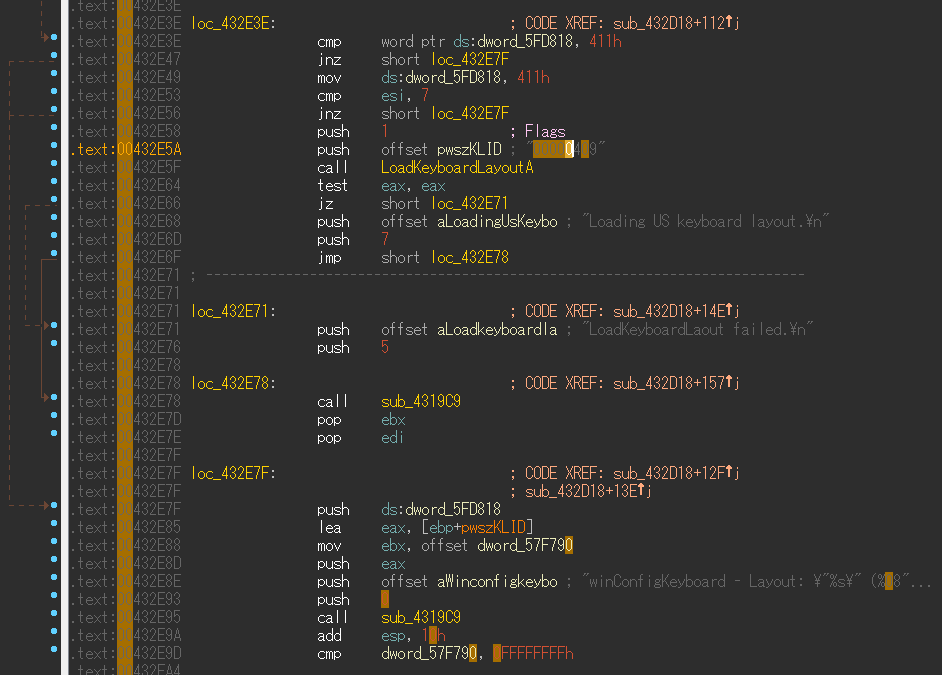 .text:00432E3E
.text:00432E3E loc_432E3E: ; CODE XREF: sub_432D18+112↑j
.text:00432E3E cmp word ptr ds:dword_5FD818, 411h
.text:00432E47 jnz short loc_432E7F
.text:00432E49 mov ds:dword_5FD818, 411h
.text:00432E53 cmp esi, 7
.text:00432E56 jnz short loc_432E7F
.text:00432E58 push 1 ; Flags
.text:00432E5A push offset pwszKLID ; "00000409"
.text:00432E5F call LoadKeyboardLayoutA
.text:00432E64 test eax, eax
.text:00432E66 jz short loc_432E71
.text:00432E68 push offset aLoadingUsKeybo ; "Loading US keyboard layout.¥n"
.text:00432E6D push 7
.text:00432E6F jmp short loc_432E78
.text:00432E71 ; ---------------------------------------------------------------------------
.text:00432E71
.text:00432E71 loc_432E71: ; CODE XREF: sub_432D18+14E↑j
.text:00432E71 push offset aLoadkeyboardla ; "LoadKeyboardLaout failed.¥n"
.text:00432E76 push 5
.text:00432E78
.text:00432E78 loc_432E78: ; CODE XREF: sub_432D18+157↑j
.text:00432E78 call sub_4319C9
.text:00432E7D pop ebx
.text:00432E7E pop edi
.text:00432E7F
.text:00432E7F loc_432E7F: ; CODE XREF: sub_432D18+12F↑j
.text:00432E7F ; sub_432D18+13E↑j
.text:00432E7F push ds:dword_5FD818
.text:00432E85 lea eax, [ebp+pwszKLID]
.text:00432E88 mov ebx, offset dword_57F790
.text:00432E8D push eax
.text:00432E8E push offset aWinconfigkeybo ; "winConfigKeyboard - Layout: ¥"%s¥" (%08"...
.text:00432E93 push 0
.text:00432E95 call sub_4319C9
.text:00432E9A add esp, 10h
.text:00432E9D cmp dword_57F790, 0FFFFFFFFh
.text:00432EA4